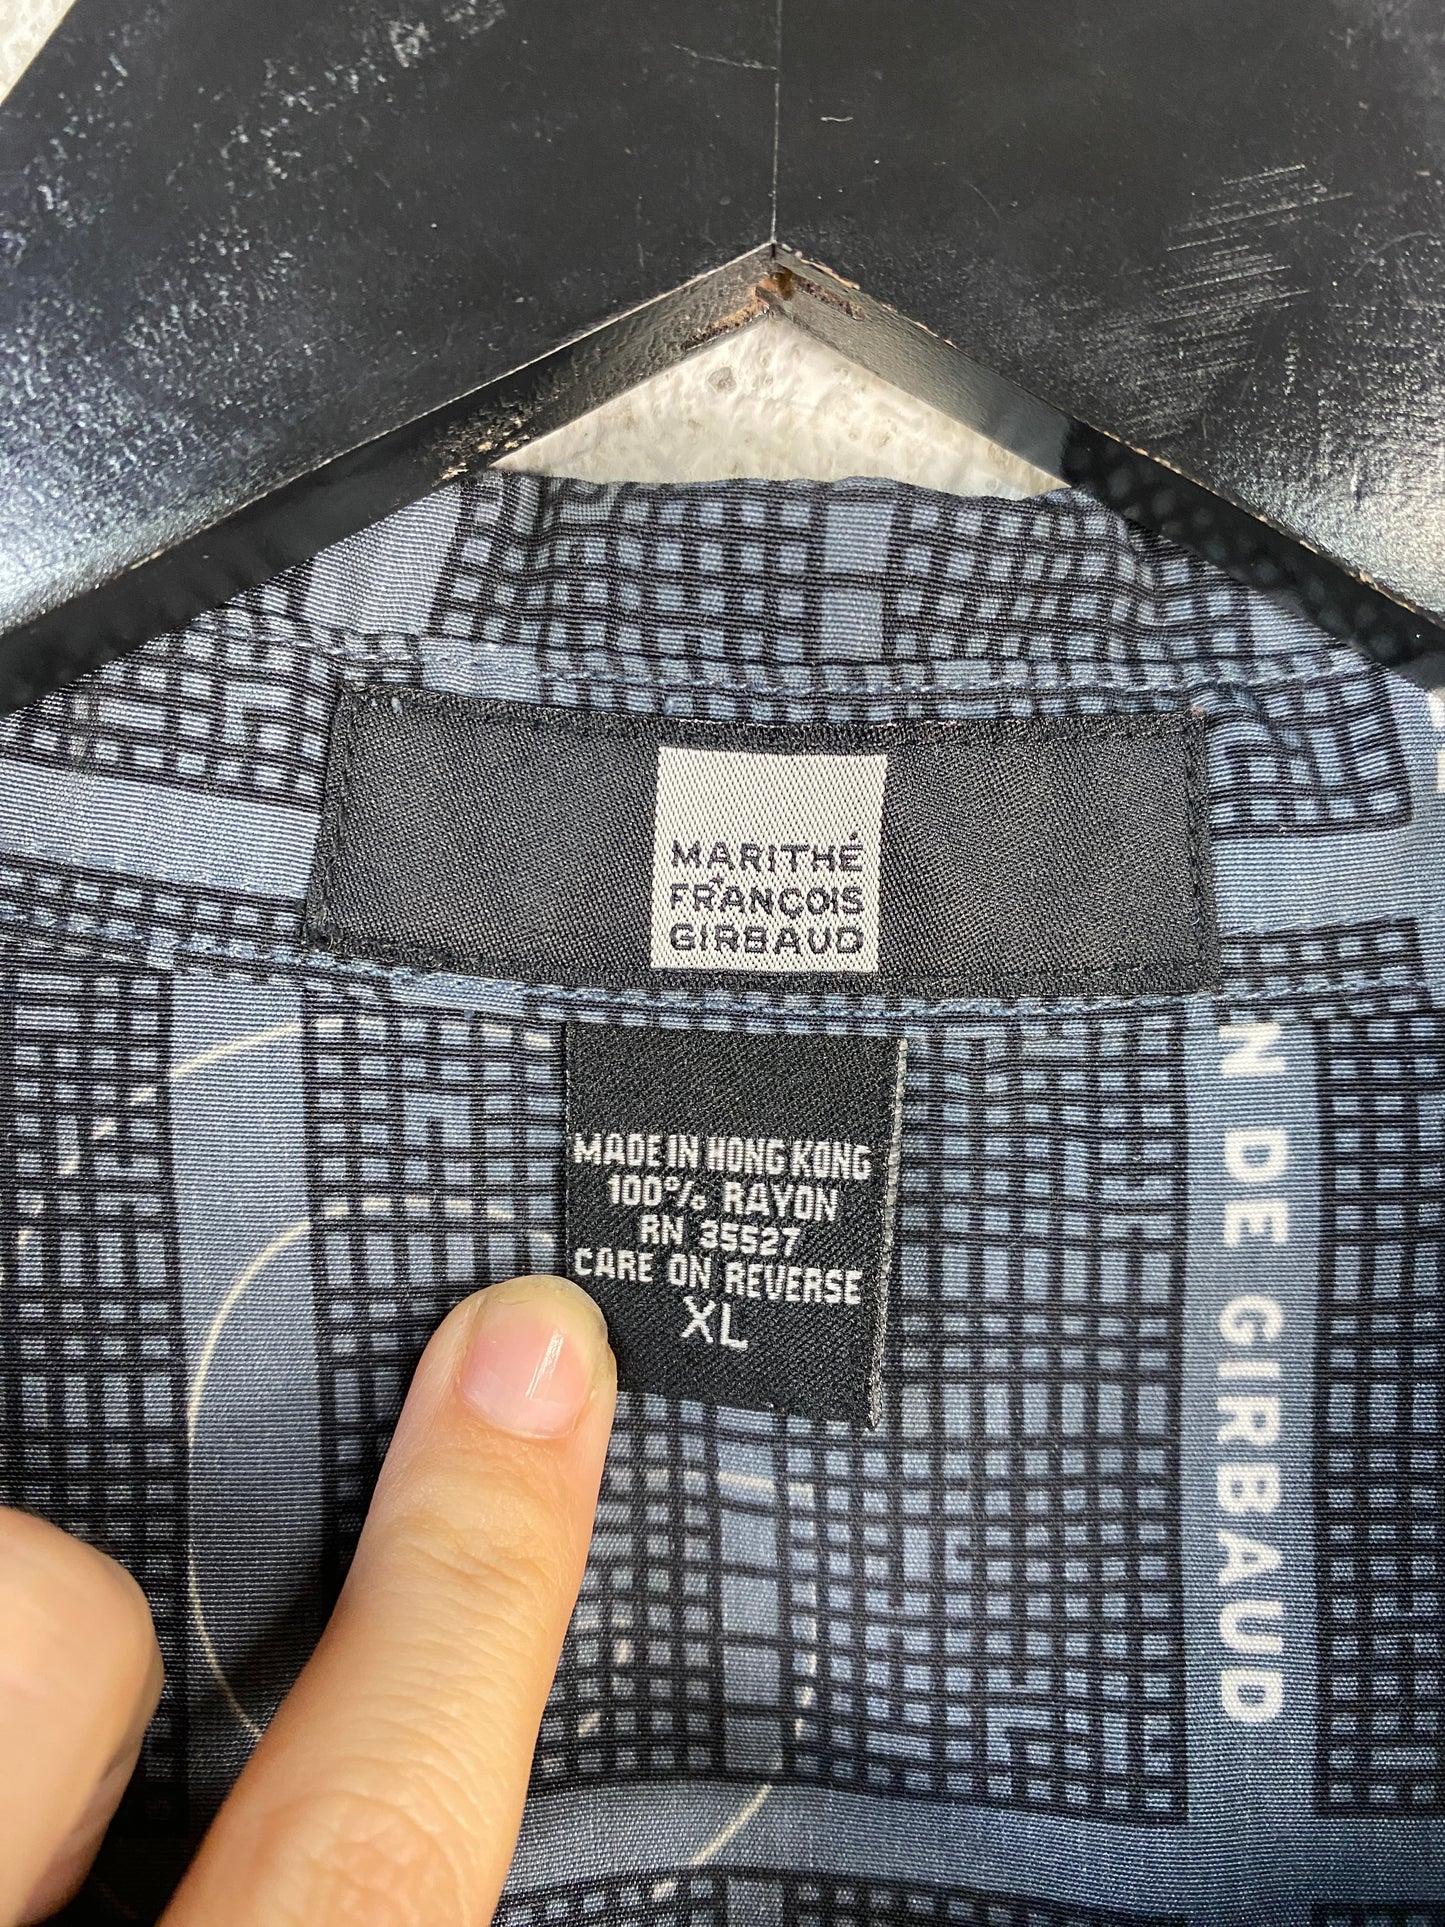 MARITHÉ
+
FRANÇOIS
GIRBAUD
MADE IN HONG KONG
100% RAYON
RN 35527
CARE ON REVERSE
XL
N DE GIRBAUD